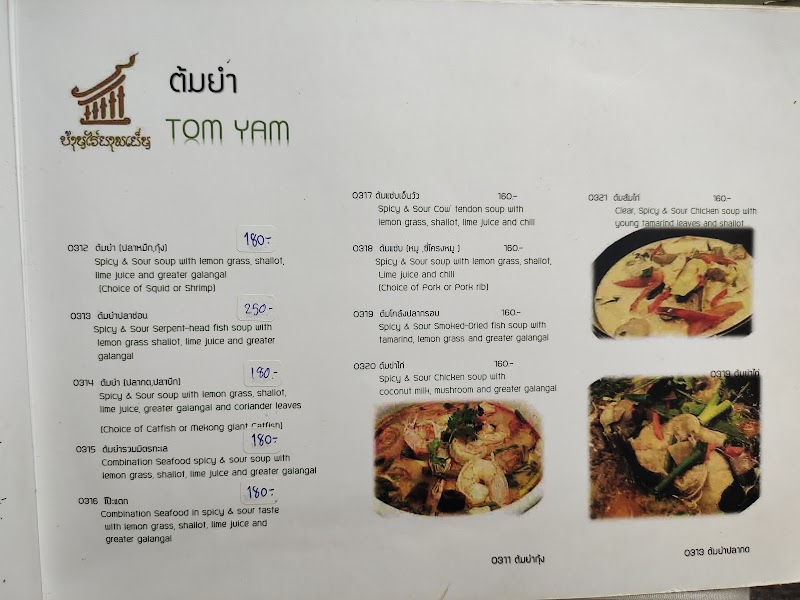 ต้มยำ
TOM YAM
0312 ต้มยำ (ปลาหมึก,กุ้ง) 180.-
Spicy & Sour soup with lemon grass, shallot,
lime juice and greater galangal
(Choice of Squid or Shrimp)
0313 ต้มยำปลาช่อน 250.-
Spicy & Sour Serpent-head fish soup with
lemon grass shallot, lime juice and greater
galangal
0314 ต้มยำ (ปลากด,ปลาบึก) 180.-
Spicy & Sour soup with lemon grass, shallot,
lime juice, greater galangal and coriander leaves
(Choice of Catfish or Mekong giant Catfish)
0315 ต้มยำรวมมิตรทะเล 180.-
Combination Seafood spicy & sour soup with
lemon grass, shallot, lime juice and greater galangal
0316 โป๊ะแตก 180.-
Combination Seafood in spicy & sour taste
with lemon grass, shallot, lime juice and
greater galangal
0317 ต้มแซ่บเอ็นวัว 160.-
Spicy & Sour Cow' tendon soup with
lemon grass, shallot, lime juice and chili
0318 ต้มแซ่บ (หมู ,ซี่โครงหมู ) 160.-
Spicy & Sour soup with lemon grass, shallot,
Lime juice and chili
(Choice of Pork or Pork rib)
0319 ต้มโคล้งปลากรอบ 160.-
Spicy & Sour Smoked-Dried fish soup with
tamarind, lemon grass and greater galangal
0320 ต้มข่าไก่ 160.-
Spicy & Sour Chicken soup with
coconut milk, mushroom and greater galangal
0311 ต้มยำกุ้ง
0321 ต้มส้มไก่ 160.-
Clear, Spicy & Sour Chicken soup with
young tamarind leaves and shallot
0319 ต้มข่าไก่
0313 ต้มยำปลากด